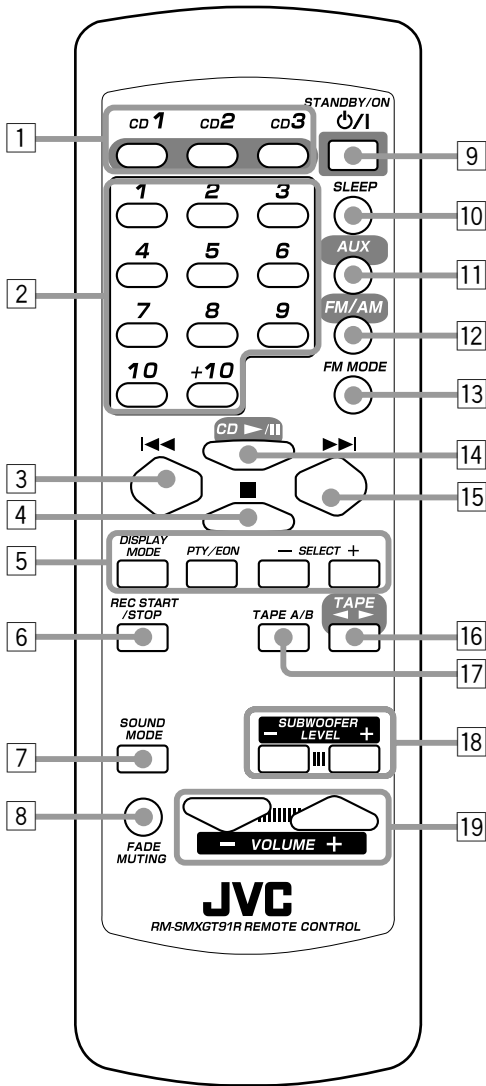 STANDBY/ON
CD 1 CD2 CD3 ⏻/I
1
9
SLEEP
1 2 3
10
AUX
4 5 6
2
11
FM/AM
7 8 9
12
10 +10
FM MODE
13
CD ►/II
14
I◄◄ ►►I
3
15
■
4
DISPLAY
MODE
PTY/EON
– SELECT +
5
REC START
/STOP
TAPE A/B
TAPE
◄ ►
6
16
17
SUBWOOFER
– LEVEL +
18
SOUND
MODE
7
8
19
FADE
MUTING
– VOLUME +
JVC
RM-SMXGT91R REMOTE CONTROL